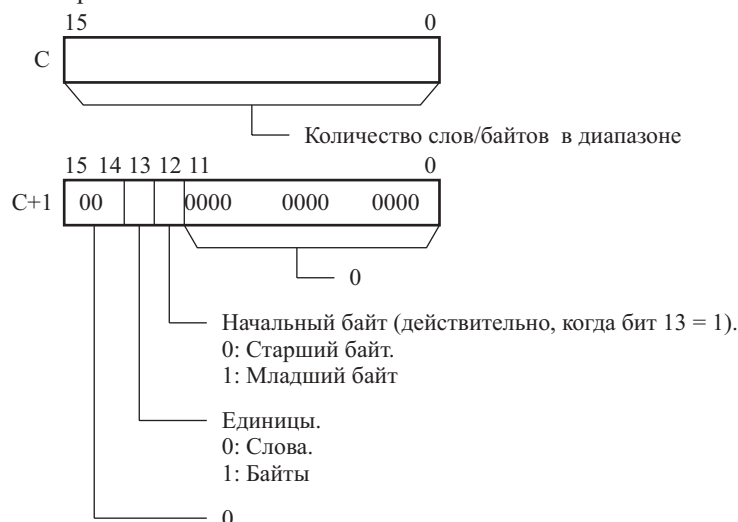 15 0
C
Количество слов/байтов в диапазоне
15 14 13 12 11 0
C+1 00 0000 0000 0000
0
Начальный байт (действительно, когда бит 13 = 1).
0: Старший байт.
1: Младший байт
Единицы.
0: Слова.
1: Байты
0